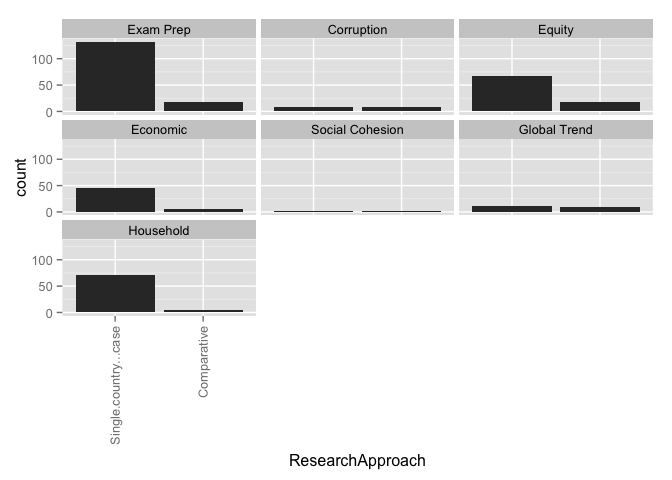 Exam Prep
Corruption
Equity
100
50
0
Economic
Social Cohesion
Global Trend
100
50
0
Household
100
50
0
count
Single.country...case
Comparative
ResearchApproach